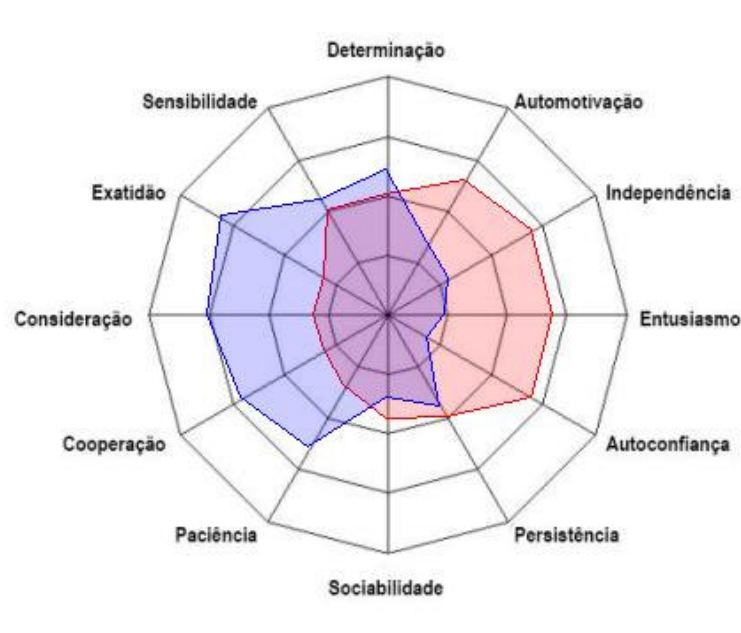 Determinação
Sensibilidade
Automotivação
Exatidão
Independência
Consideração
Entusiasmo
Cooperação
Autoconfiança
Paciência
Persistência
Sociabilidade